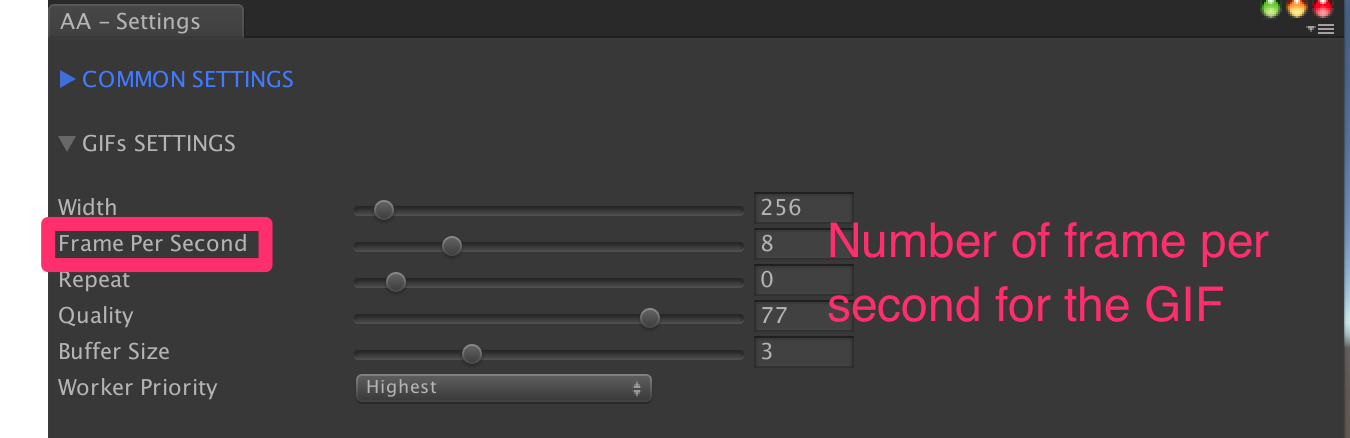 AA – Settings
COMMON SETTINGS
GIFs SETTINGS
Width 256
Frame Per Second 8
Repeat 0
Quality 77
Buffer Size 3
Worker Priority Highest
Number of frame per
second for the GIF